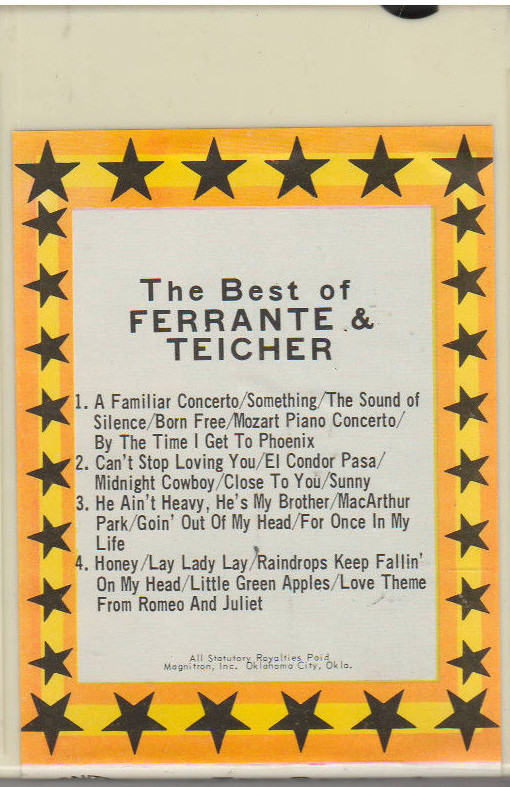 The Best of
FERRANTE &
TEICHER
1. A Familiar Concerto/Something/The Sound of
Silence/Born Free/Mozart Piano Concerto/
By The Time I Get To Phoenix
2. Can't Stop Loving You/El Condor Pasa/
Midnight Cowboy/Close To You/Sunny
3. He Ain't Heavy, He's My Brother/MacArthur
Park/Goin' Out Of My Head/For Once In My
Life
4. Honey/Lay Lady Lay/Raindrops Keep Fallin'
On My Head/Little Green Apples/Love Theme
From Romeo And Juliet
All Statutory Royalties Paid
Magnitron, Inc. Oklahoma City, Okla.